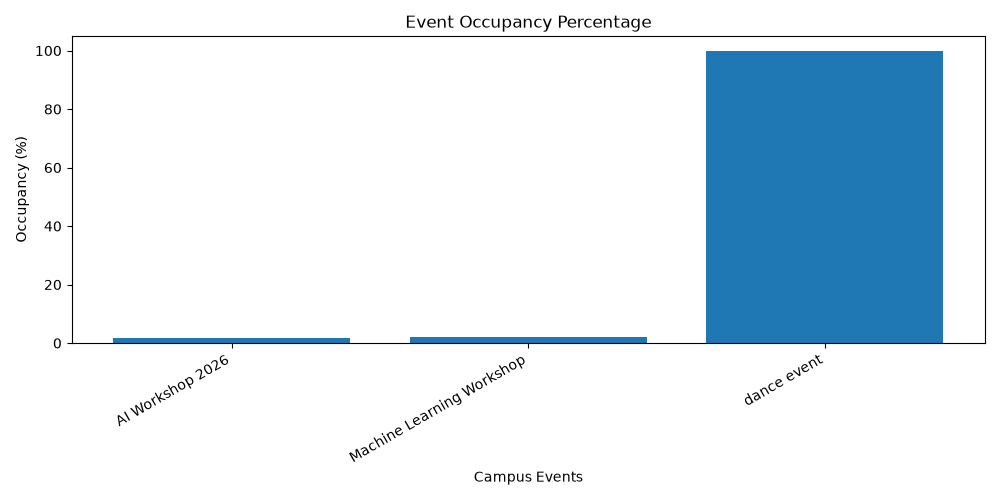 Event Occupancy Percentage
Occupancy (%)
100
80
60
40
20
0
AI Workshop 2026
Machine Learning Workshop
dance event
Campus Events